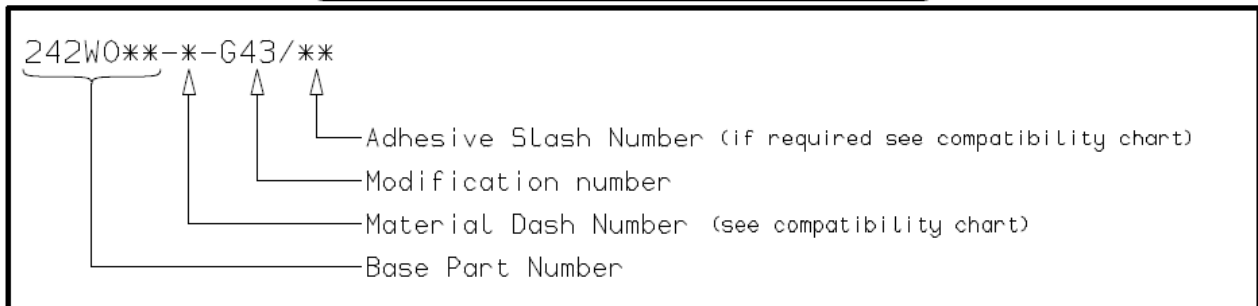 242W0**-*-G43/**
Adhesive Slash Number (if required see compatibility chart)
Modification number
Material Dash Number (see compatibility chart)
Base Part Number